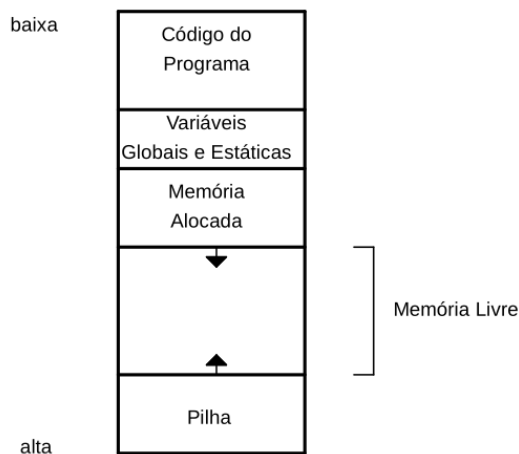 baixa
Código do
Programa
Variáveis
Globais e Estáticas
Memória
Alocada
Memória Livre
Pilha
alta